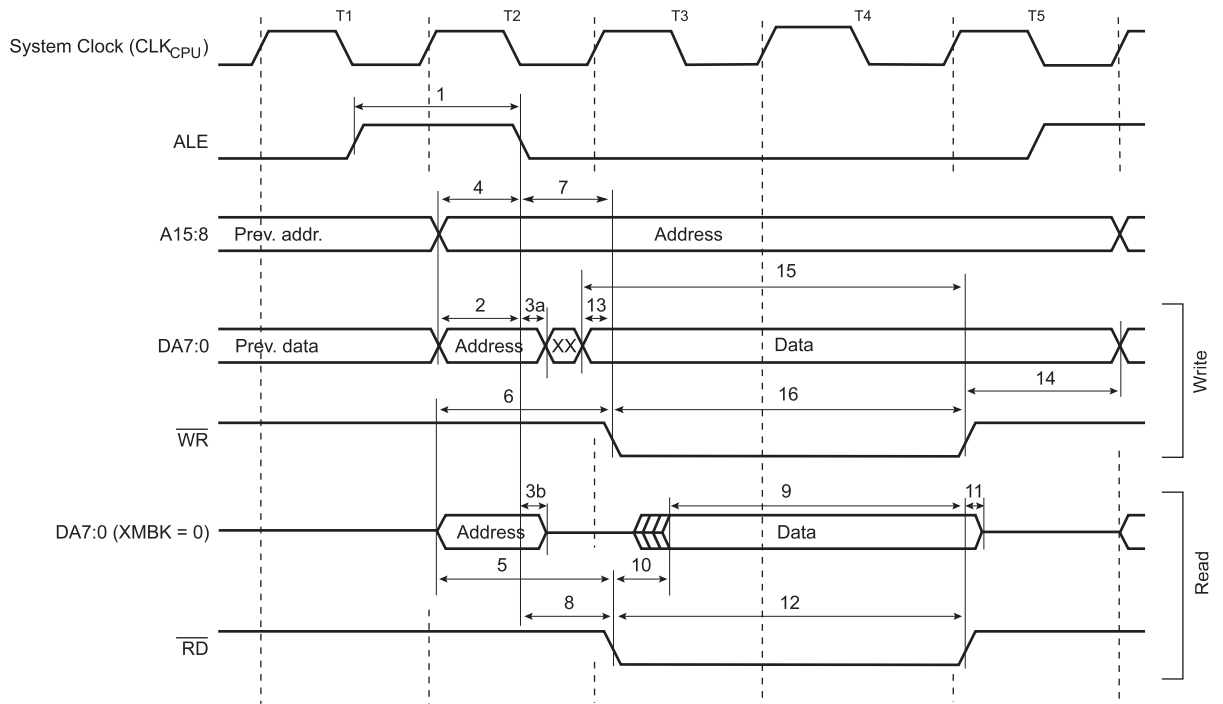 T1 T2 T3 T4 T5
System Clock (CLKCPU)
1
ALE
4 7
A15:8 Prev. addr. Address
15
2 3a 13
DA7:0 Prev. data Address XX Data
14
6 16
WR
Write
3b 9 11
DA7:0 (XMBK = 0) Address Data
5 10
8 12
RD
Read